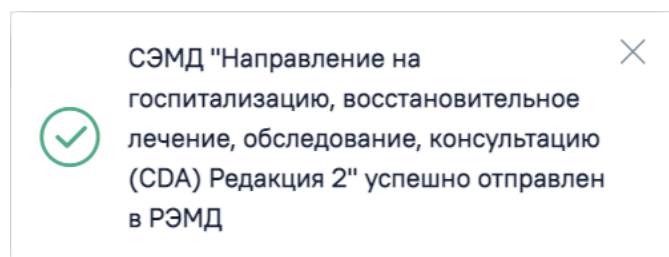 СЭМД "Направление на
госпитализацию, восстановительное
лечение, обследование, консультацию
(CDA) Редакция 2" успешно отправлен
в РЭМД